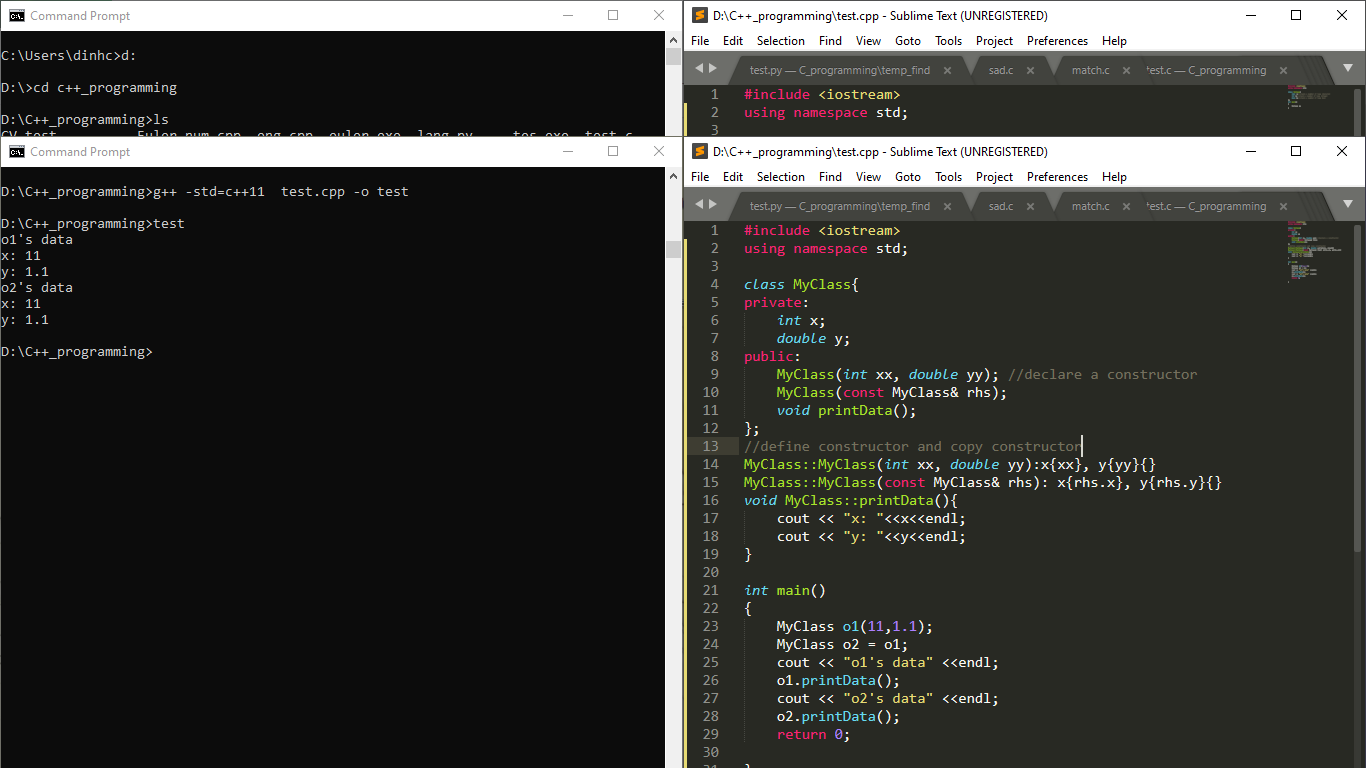 Command Prompt
C:\Users\dinhc>d:
D:\>cd c++_programming
D:\C++_programming>ls
D:\C++_programming\test.cpp - Sublime Text (UNREGISTERED)
File Edit Selection Find View Goto Tools Project Preferences Help
test.py — C_programming\temp_find × sad.c × match.c × test.c — C_programming ×
1 #include <iostream>
2 using namespace std;
3
Command Prompt
D:\C++_programming>g++ -std=c++11  test.cpp -o test
D:\C++_programming>test
o1's data
x: 11
y: 1.1
o2's data
x: 11
y: 1.1
D:\C++_programming>
D:\C++_programming\test.cpp - Sublime Text (UNREGISTERED)
File Edit Selection Find View Goto Tools Project Preferences Help
test.py — C_programming\temp_find × sad.c × match.c × test.c — C_programming ×
1 #include <iostream>
2 using namespace std;
3
4 class MyClass{
5 private:
6     int x;
7     double y;
8 public:
9     MyClass(int xx, double yy); //declare a constructor
10     MyClass(const MyClass& rhs);
11     void printData();
12 };
13 //define constructor and copy constructor
14 MyClass::MyClass(int xx, double yy):x{xx}, y{yy}{}
15 MyClass::MyClass(const MyClass& rhs): x{rhs.x}, y{rhs.y}{}
16 void MyClass::printData(){
17     cout << "x: "<<x<<endl;
18     cout << "y: "<<y<<endl;
19 }
20
21 int main()
22 {
23     MyClass o1(11,1.1);
24     MyClass o2 = o1;
25     cout << "o1's data" <<endl;
26     o1.printData();
27     cout << "o2's data" <<endl;
28     o2.printData();
29     return 0;
30